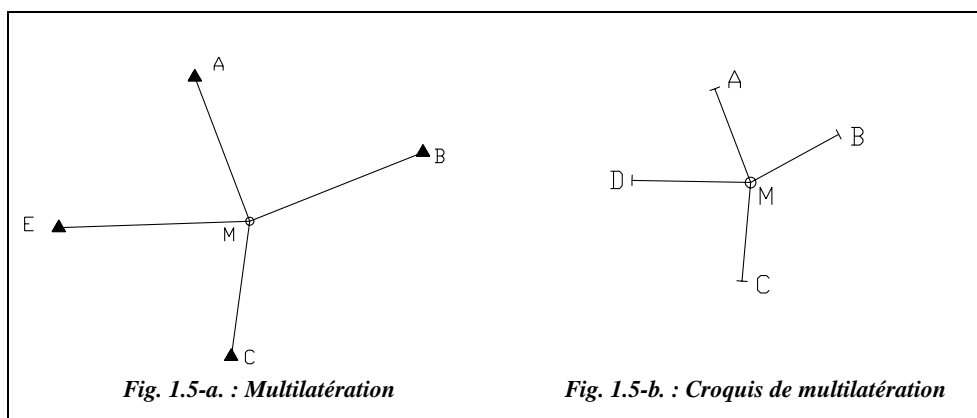 A
B
E
M
C
Fig. 1.5-a. : Multilatération
A
B
D
M
C
Fig. 1.5-b. : Croquis de multilatération